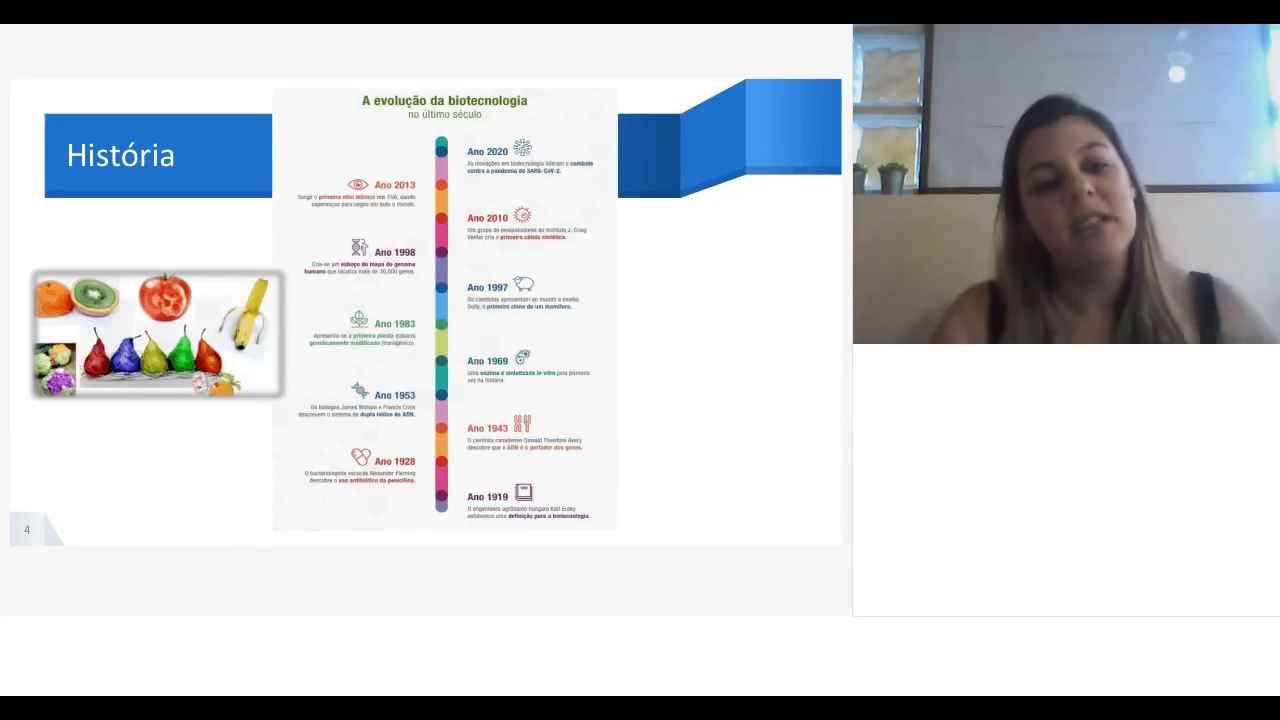 História
A evolução da biotecnologia
no último século
Ano 2020
As inovações em biotecnologia lideram o combate
contra a pandemia do SARS-CoV-2.
Ano 2013
Surge o primeiro olho biônico nos EUA, dando
esperanças para cegos em todo o mundo.
Ano 2010
Um grupo de pesquisadores do Instituto J. Craig
Venter cria a primeira célula sintética.
Ano 1998
Cria-se um esboço do mapa do genoma
humano que localiza mais de 30.000 genes.
Ano 1997
Os cientistas apresentam ao mundo a ovelha
Dolly, o primeiro clone de um mamífero.
Ano 1983
Apresenta-se a primeira planta (tabaco)
geneticamente modificada (transgênico).
Ano 1969
Uma enzima é sintetizada in vitro pela primeira
vez na história.
Ano 1953
Os biólogos James Watson e Francis Crick
descrevem o sistema de dupla hélice do ADN.
Ano 1943
O cientista canadense Oswald Theodore Avery
descobre que o ADN é o portador dos genes.
Ano 1928
O bacteriologista escocês Alexander Fleming
descobre o uso antibiótico da penicilina.
Ano 1919
O engenheiro agrônomo húngaro Karl Ereky
estabelece uma definição para a biotecnologia.
4